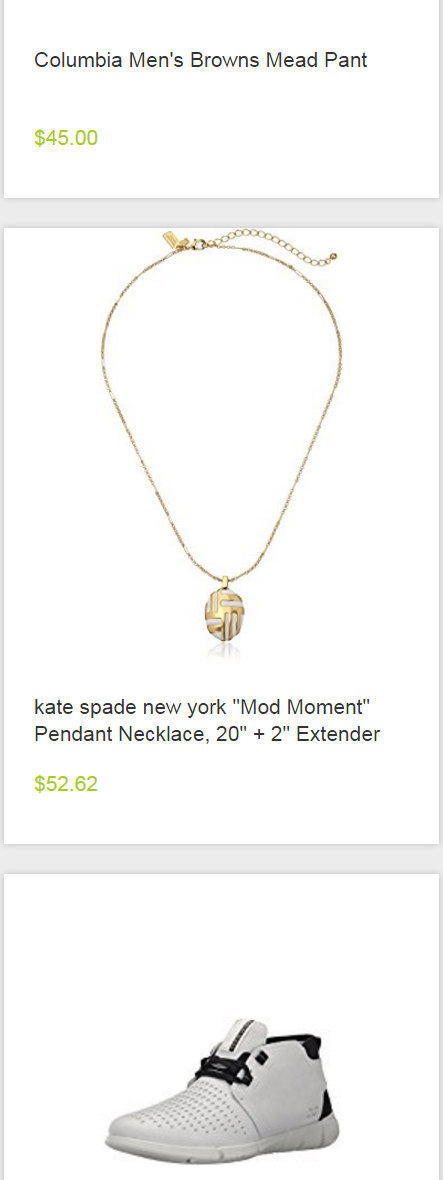 Columbia Men's Browns Mead Pant
$45.00
kate spade new york "Mod Moment"
Pendant Necklace, 20" + 2" Extender
$52.62